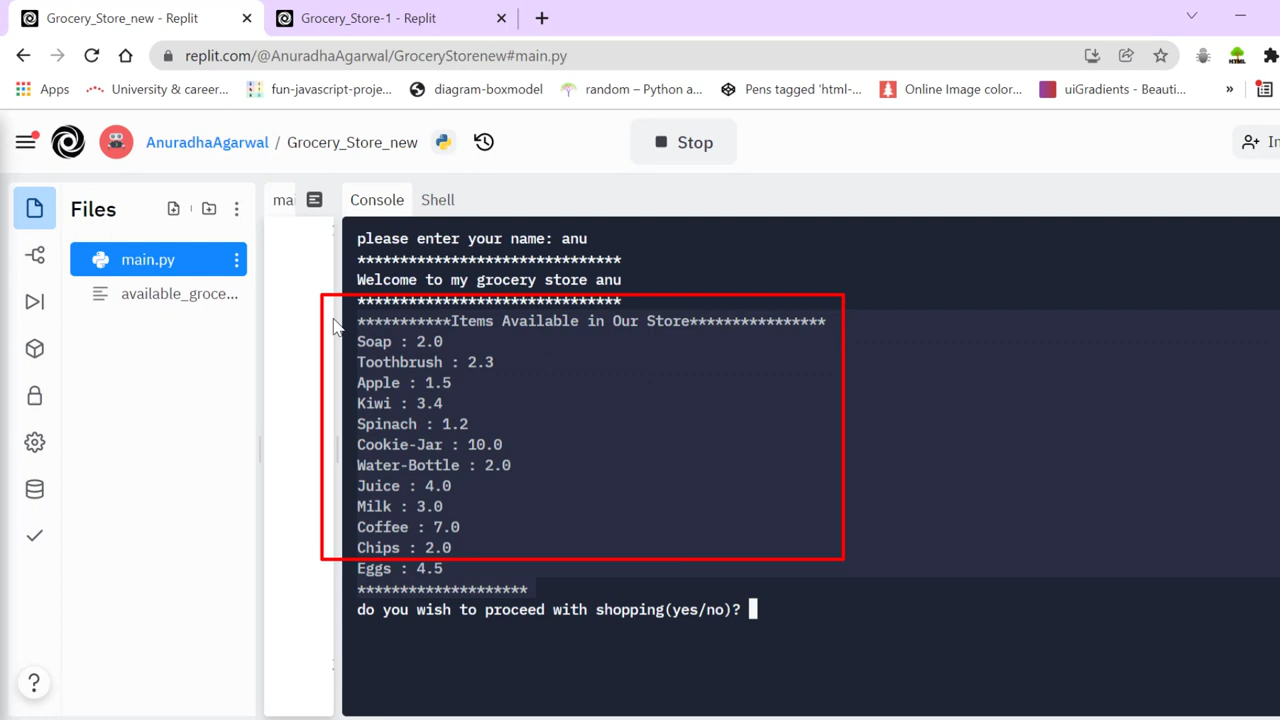 Grocery_Store_new - Replit
Grocery_Store-1 - Replit
replit.com/@AnuradhaAgarwal/GroceryStorenew#main.py
HTML
Apps
University & career...
fun-javascript-proje...
diagram-boxmodel
random – Python a...
Pens tagged 'html-...
Online Image color...
uiGradients - Beauti...
»
AnuradhaAgarwal / Grocery_Store_new
Stop
In
Files
main.py
available_groce...
mai
Console
Shell
please enter your name: anu
*******************************
Welcome to my grocery store anu
*******************************
***********Items Available in Our Store****************
Soap : 2.0
Toothbrush : 2.3
Apple : 1.5
Kiwi : 3.4
Spinach : 1.2
Cookie-Jar : 10.0
Water-Bottle : 2.0
Juice : 4.0
Milk : 3.0
Coffee : 7.0
Chips : 2.0
Eggs : 4.5
********************
do you wish to proceed with shopping(yes/no)?
?